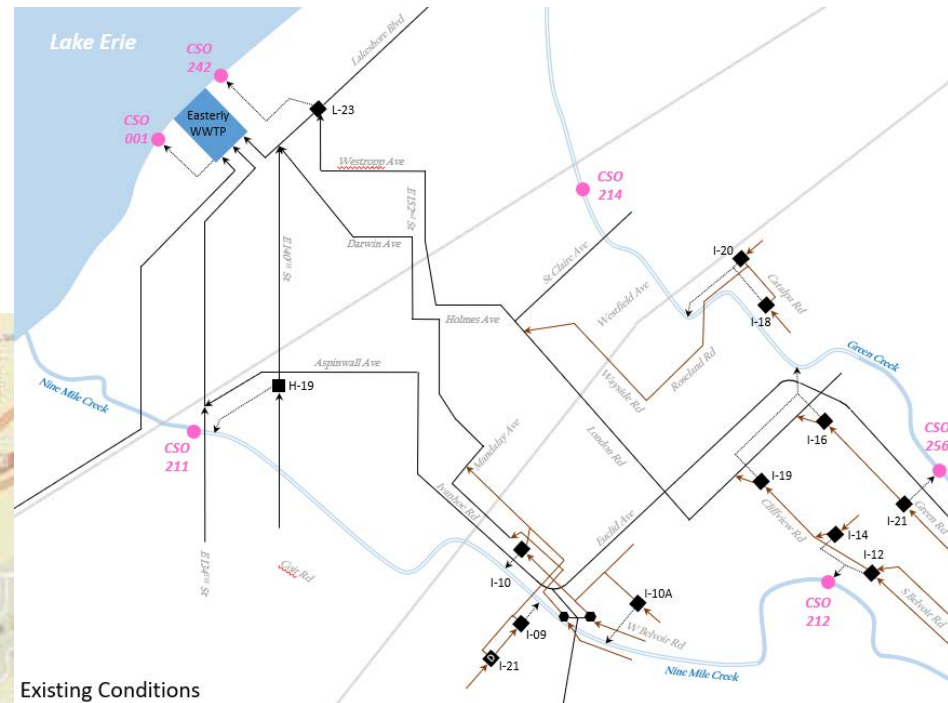 Lake Erie
CSO
242
CSO
001
Easterly
WWTP
L-23
Lakeshore Blvd
Westropp Ave
E 152nd St
CSO
214
E 140th St
Darwin Ave
St Claire Ave
I-20
Catalpa Rd
I-18
Westfield Ave
Holmes Ave
Green Creek
Aspinwall Ave
Nine Mile Creek
H-19
Wayside Rd
Roseland Rd
CSO
211
Mandalay Ave
London Rd
I-16
CSO
256
Ivanhoe Rd
Euclid Ave
I-19
Cliffview Rd
I-21
Green Rd
I-14
I-12
E 134th St
Coit Rd
I-10
I-10A
S Belvoir Rd
CSO
212
I-09
W Belvoir Rd
I-21
Nine Mile Creek
Existing Conditions